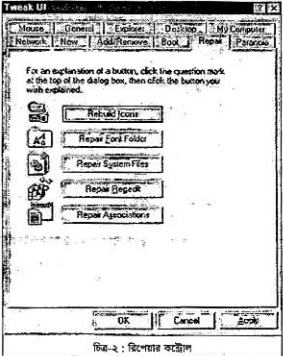 Tweak UI
Mouse General Explorer Desktop My Computer
Network New Add/Remove Boot Repair Paranoia
For an explanation of a button, click the question mark
at the top of the dialog box, then click the button you
wish explained.
Rebuild Icons
Repair Font Folder
Repair System Files
Repair Regedit
Repair Associations
OK Cancel Apply
চিত্র-২ : রিপেয়ার কন্ট্রোল